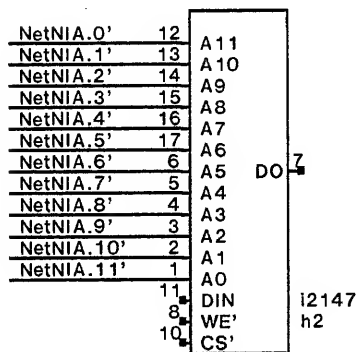 NetNIA.0' 12 A11
NetNIA.1' 13 A10
NetNIA.2' 14 A9
NetNIA.3' 15 A8
NetNIA.4' 16 A7
NetNIA.5' 17 A6
NetNIA.6' 6 A5 DO 7
NetNIA.7' 5 A4
NetNIA.8' 4 A3
NetNIA.9' 3 A2
NetNIA.10' 2 A1
NetNIA.11' 1 A0
11 DIN i2147
8 WE' h2
10 CS'